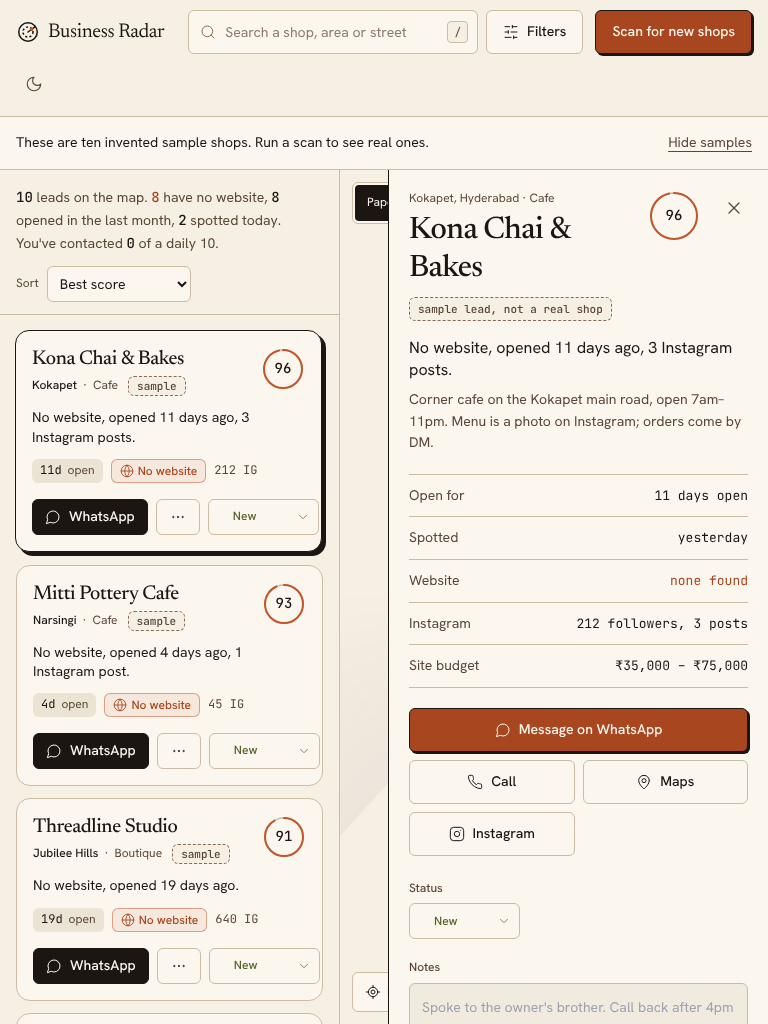 Business Radar
Search a shop, area or street
/
Filters
Scan for new shops
These are ten invented sample shops. Run a scan to see real ones.
Hide samples
10 leads on the map. 8 have no website, 8
opened in the last month, 2 spotted today.
You've contacted 0 of a daily 10.
Sort
Best score
Kona Chai & Bakes
96
Kokapet · Cafe
sample
No website, opened 11 days ago, 3
Instagram posts.
11d open
No website
212 IG
WhatsApp
...
New
Mitti Pottery Cafe
93
Narsingi · Cafe
sample
No website, opened 4 days ago, 1
Instagram post.
4d open
No website
45 IG
WhatsApp
...
New
Threadline Studio
91
Jubilee Hills · Boutique
sample
No website, opened 19 days ago.
19d open
No website
640 IG
WhatsApp
...
New
Kokapet, Hyderabad · Cafe
Kona Chai &
Bakes
96
sample lead, not a real shop
No website, opened 11 days ago, 3 Instagram
posts.
Corner cafe on the Kokapet main road, open 7am–
11pm. Menu is a photo on Instagram; orders come by
DM.
Open for
11 days open
Spotted
yesterday
Website
none found
Instagram
212 followers, 3 posts
Site budget
₹35,000 – ₹75,000
Message on WhatsApp
Call
Maps
Instagram
Status
New
Notes
Spoke to the owner's brother. Call back after 4pm